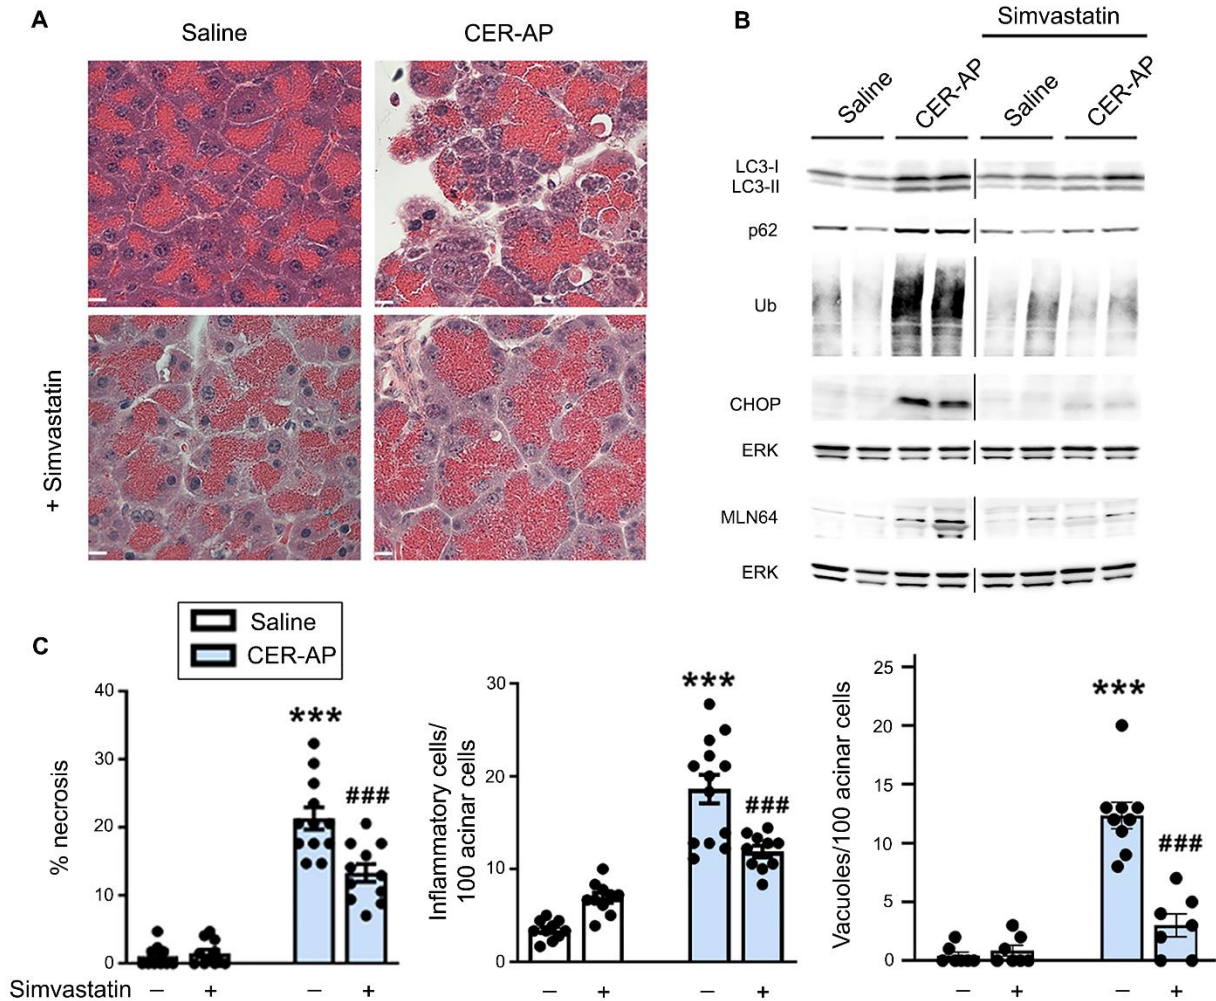 A
Saline
CER-AP
+ Simvastatin
B
Simvastatin
Saline
CER-AP
Saline
CER-AP
LC3-I
LC3-II
p62
Ub
CHOP
ERK
MLN64
ERK
C
Saline
CER-AP
% necrosis
40
30
20
10
0
***
###
Inflammatory cells/
100 acinar cells
30
20
10
0
***
###
Vacuoles/100 acinar cells
25
20
15
10
5
0
***
###
Simvastatin – + – + – + – + – + – +